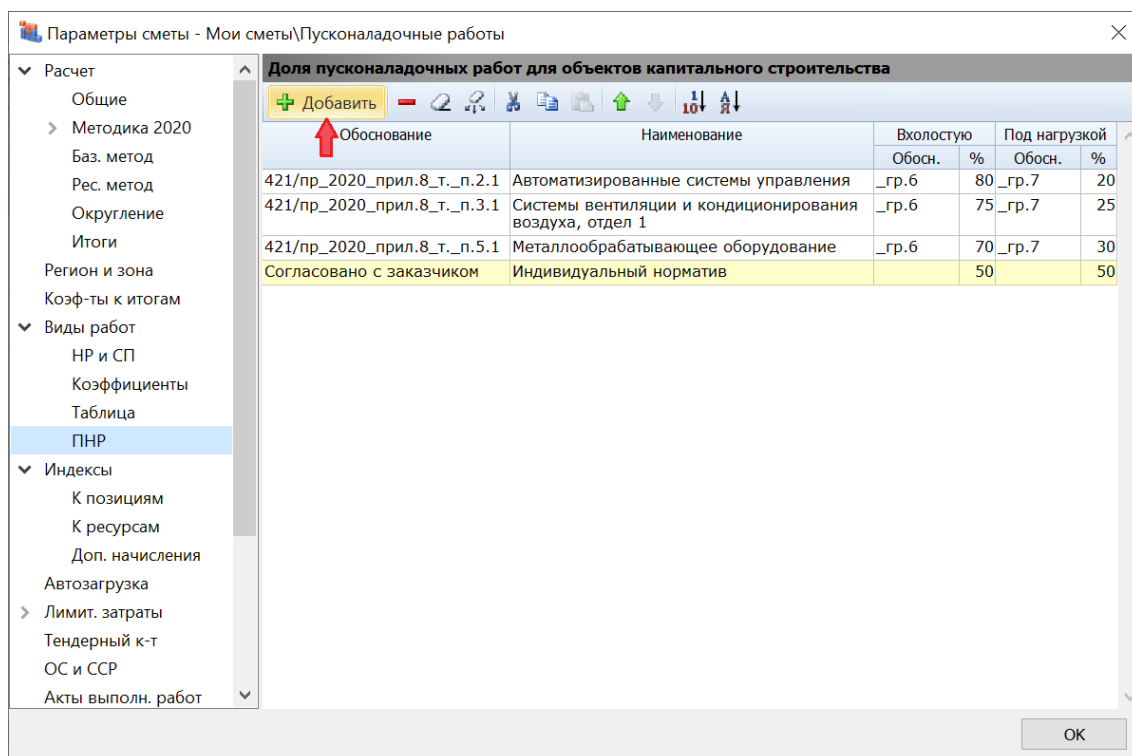 Параметры сметы - Мои сметы\Пусконаладочные работы
Расчет
Общие
Методика 2020
Баз. метод
Рес. метод
Округление
Итоги
Регион и зона
Коэф-ты к итогам
Виды работ
НР и СП
Коэффициенты
Таблица
ПНР
Индексы
К позициям
К ресурсам
Доп. начисления
Автозагрузка
Лимит. затраты
Тендерный к-т
ОС и ССР
Акты выполн. работ
Доля пусконаладочных работ для объектов капитального строительства
Добавить
Обоснование Наименование Вхолостую Под нагрузкой
Обосн. % Обосн. %
421/пр_2020_прил.8_т._п.2.1 Автоматизированные системы управления _гр.6 80 _гр.7 20
421/пр_2020_прил.8_т._п.3.1 Системы вентиляции и кондиционирования _гр.6 75 _гр.7 25
воздуха, отдел 1
421/пр_2020_прил.8_т._п.5.1 Металлообрабатывающее оборудование _гр.6 70 _гр.7 30
Согласовано с заказчиком Индивидуальный норматив 50 50
ОК